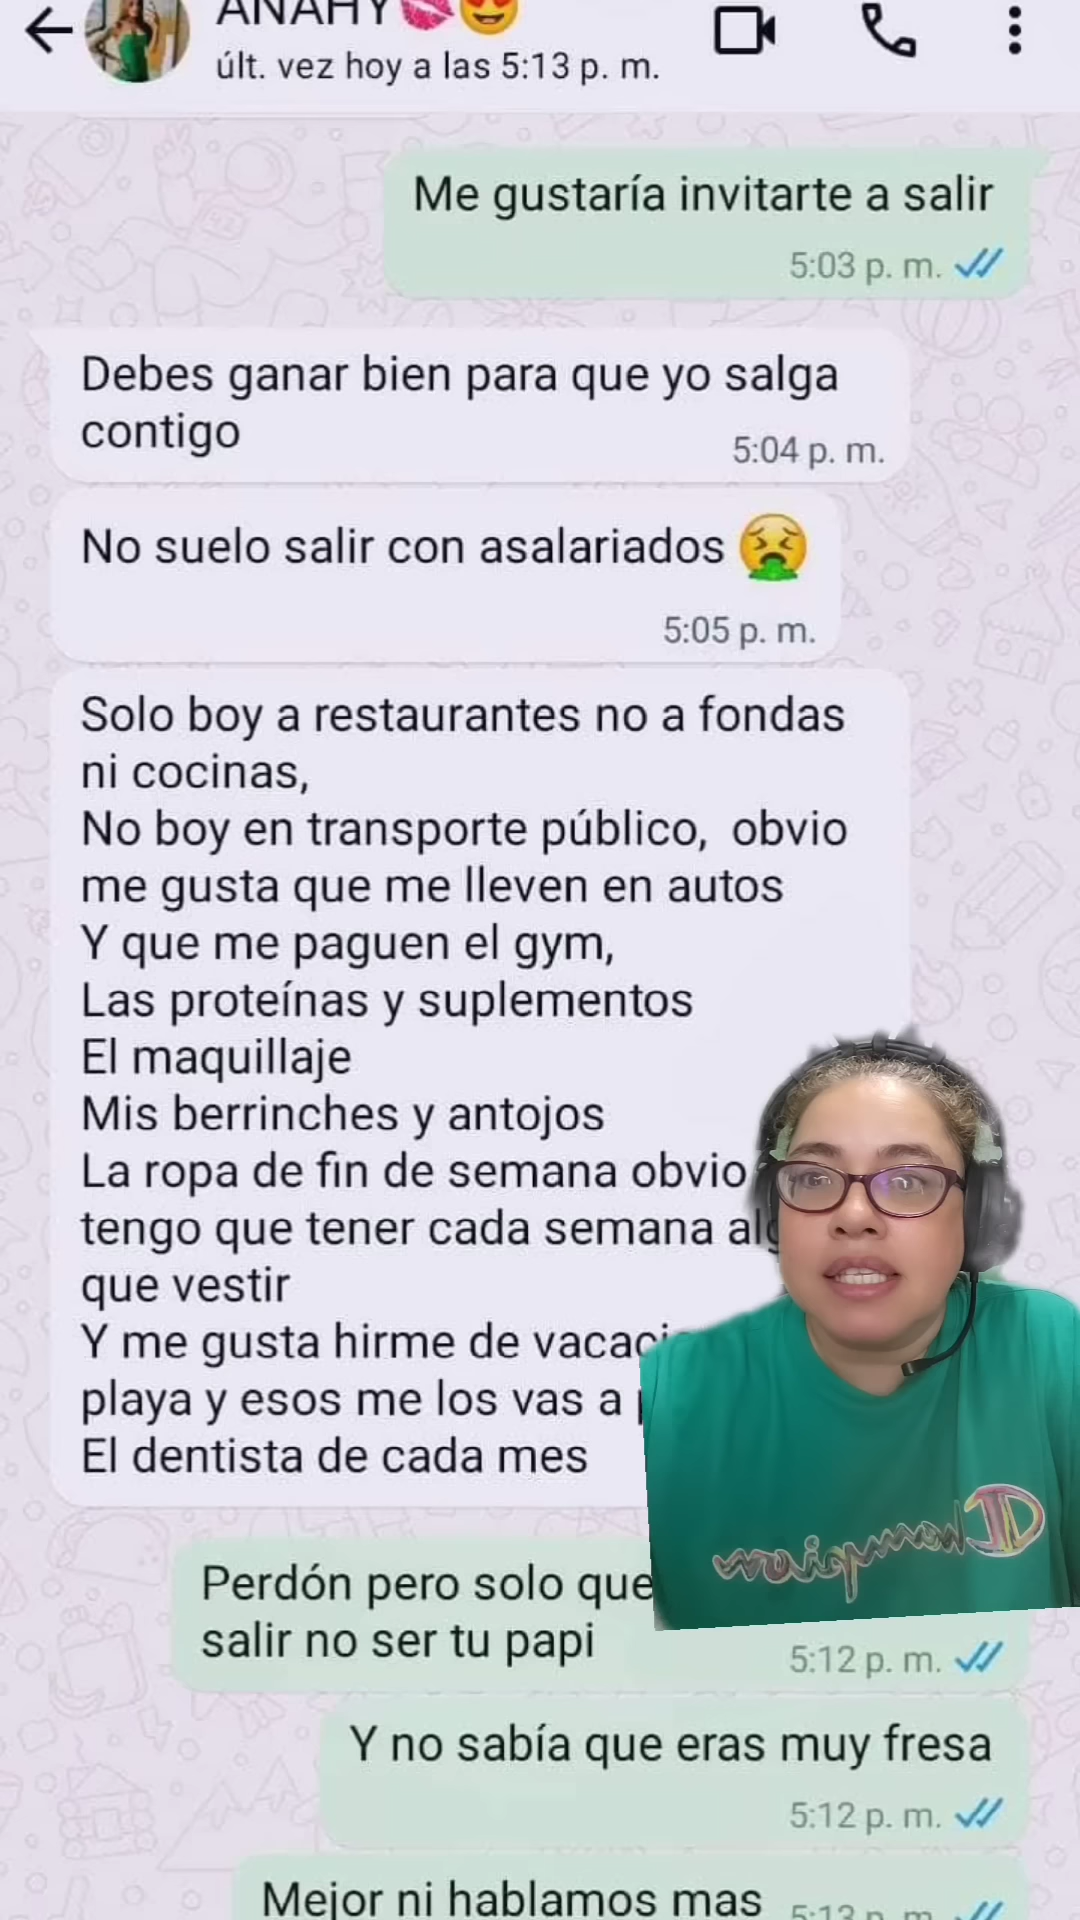 ANAHY💋😍
últ. vez hoy a las 5:13 p. m.
Me gustaría invitarte a salir
5:03 p. m.
Debes ganar bien para que yo salga
contigo
5:04 p. m.
No suelo salir con asalariados 🤮
5:05 p. m.
Solo boy a restaurantes no a fondas
ni cocinas,
No boy en transporte público, obvio
me gusta que me lleven en autos
Y que me paguen el gym,
Las proteínas y suplementos
El maquillaje
Mis berrinches y antojos
La ropa de fin de semana obvio
tengo que tener cada semana
que vestir
Y me gusta hirme de
playa y esos me los vas a
El dentista de cada mes
Perdón pero solo
salir no ser tu papi
5:12 p. m.
Champion
Y no sabía que eras muy fresa
5:12 p. m.
Mejor ni hablamos mas
5:13 p. m.